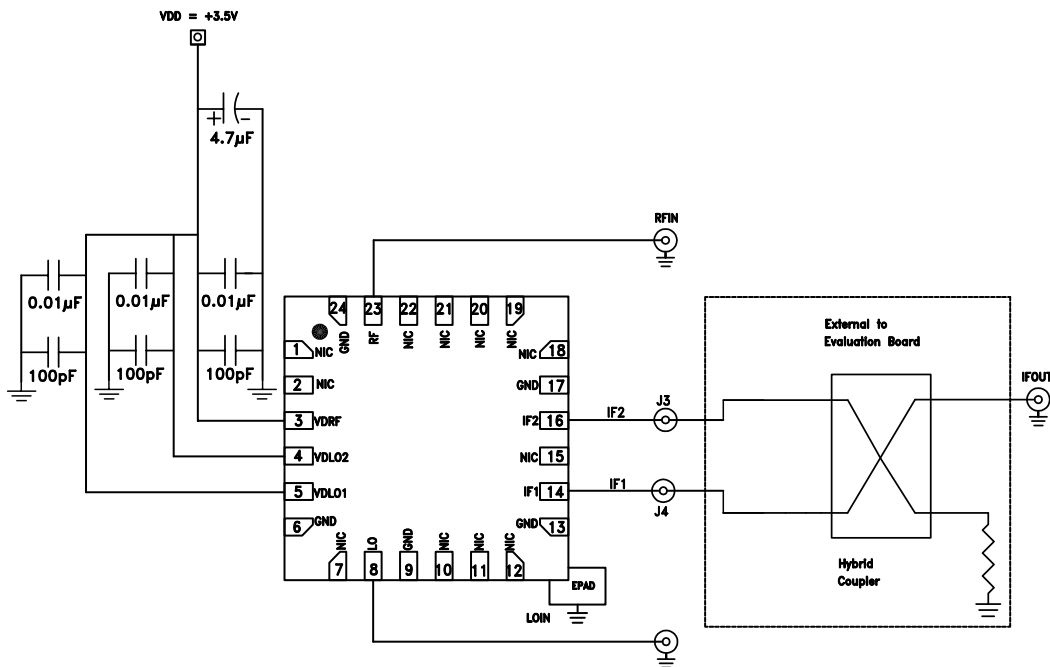 VDD = +3.5V
+ –
4.7µF
RFIN
0.01µF 0.01µF 0.01µF
100pF 100pF 100pF
24 23 22 21 20 19
GND RF NIC NIC NIC NIC
1 NIC
2 NIC
3 VDRF
4 VDLO2
5 VDLO1
6 GND
NIC 18
GND 17
IF2 16
NIC 15
IF1 14
GND 13
NIC LO GND NIC NIC NIC
7 8 9 10 11 12
EPAD
LOIN
IF2
J3
IF1
J4
External to
Evaluation Board
IFOUT
Hybrid
Coupler